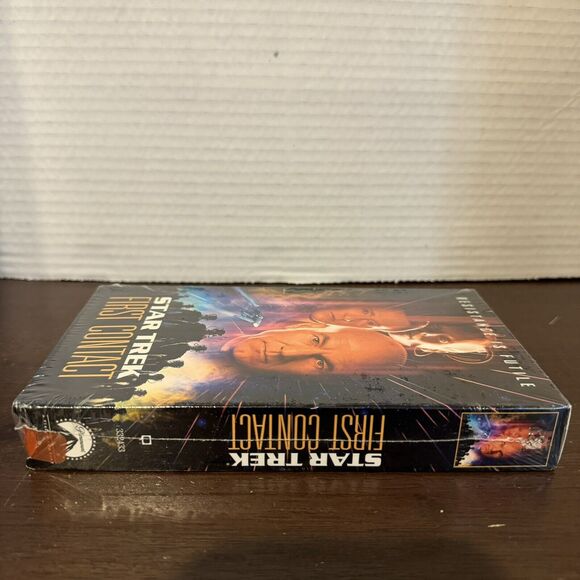 RESISTANCE IS FUTILE
STAR TREK
FIRST CONTACT
STAR TREK
FIRST CONTACT